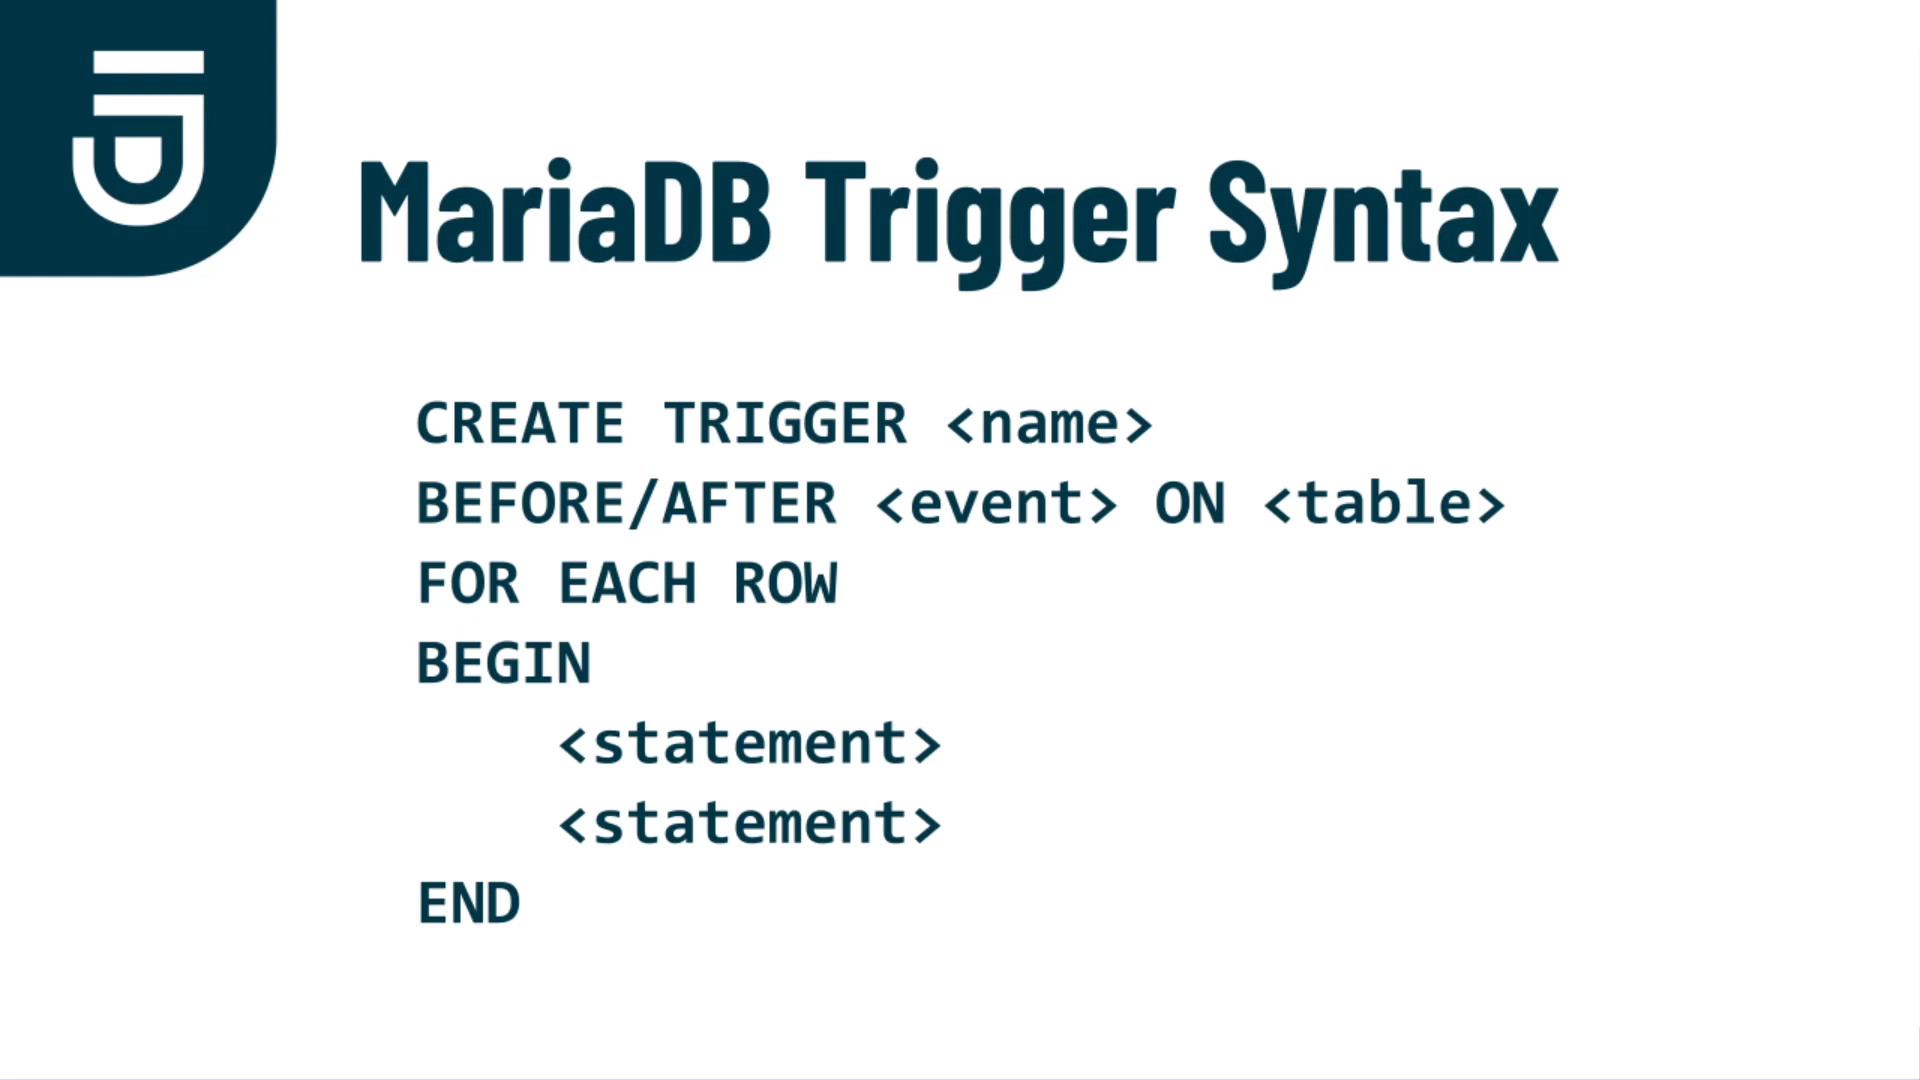 MariaDB Trigger Syntax
CREATE TRIGGER <name>
BEFORE/AFTER <event> ON <table>
FOR EACH ROW
BEGIN
    <statement>
    <statement>
END